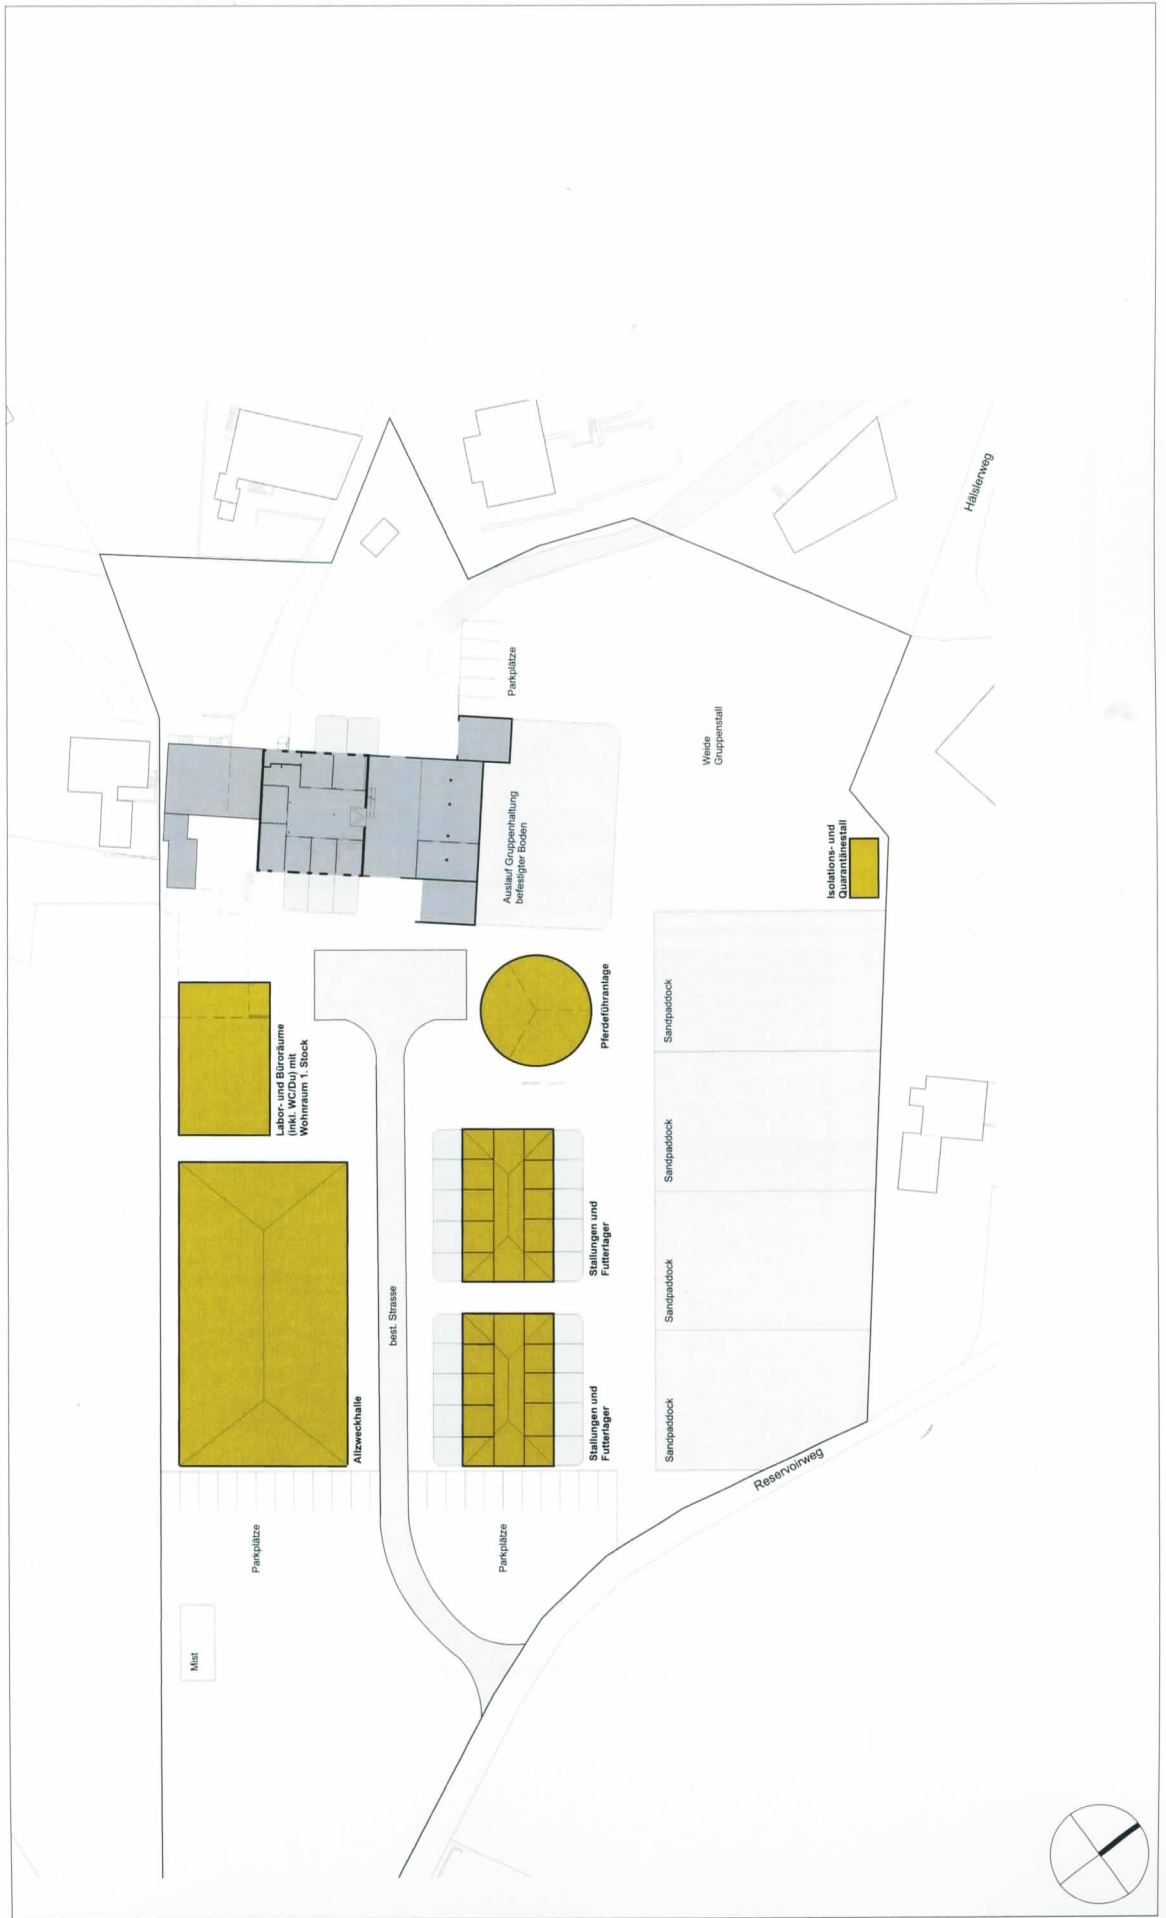 Mist
Parkplätze
Labor- und Büroräume
(inkl. WC/Du) mit
Wohnraum 1. Stock
Allzweckhalle
best. Strasse
Parkplätze
Auslauf Gruppenhaltung
befestigter Boden
Parkplätze
Stallungen und
Futterlager
Stallungen und
Futterlager
Pferdeführanlage
Sandpaddock
Sandpaddock
Sandpaddock
Sandpaddock
Weide
Gruppenstall
Reservoirweg
Isolations- und
Quarantänestall
Hälslerweg